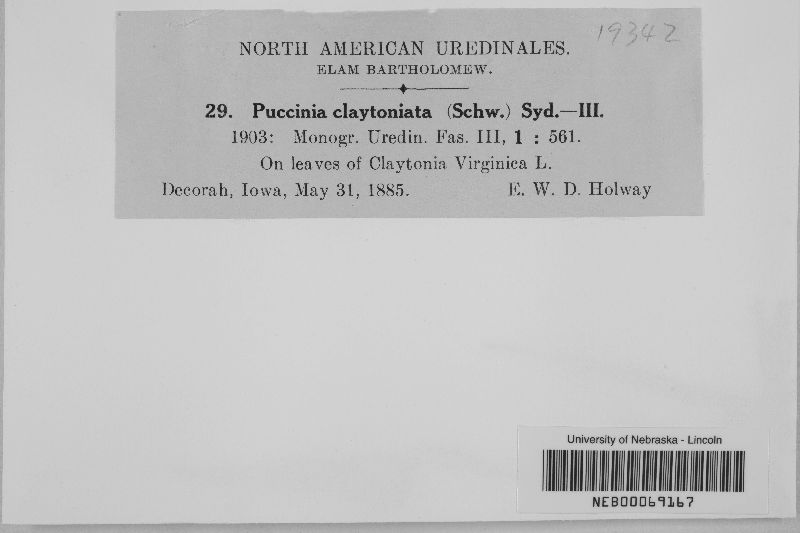 19342
NORTH AMERICAN UREDINALES.
ELAM BARTHOLOMEW.
29. Puccinia claytoniata (Schw.) Syd.—III.
1903: Monogr. Uredin. Fas. III, 1 : 561.
On leaves of Claytonia Virginica L.
Decorah, Iowa, May 31, 1885. E. W. D. Holway
University of Nebraska - Lincoln
NEB00069167